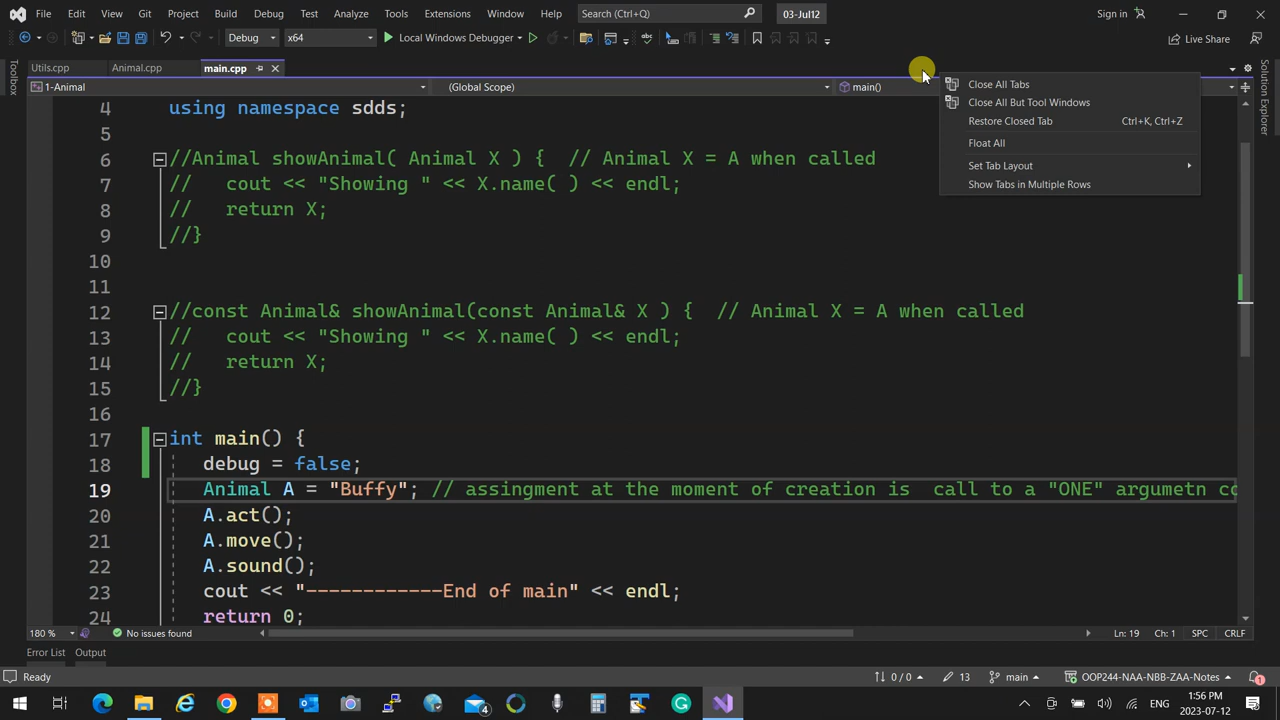 File Edit View Git Project Build Debug Test Analyze Tools Extensions Window Help Search (Ctrl+Q) 03-Jul12 Sign in
Debug x64 Local Windows Debugger Live Share
Toolbox
Utils.cpp Animal.cpp main.cpp
Solution Explorer
1-Animal (Global Scope) main()
Close All Tabs
Close All But Tool Windows
Restore Closed Tab Ctrl+K, Ctrl+Z
Float All
Set Tab Layout
Show Tabs in Multiple Rows
4 using namespace sdds;
5
6 //Animal showAnimal( Animal X ) { // Animal X = A when called
7 // cout << "Showing " << X.name( ) << endl;
8 // return X;
9 //}
10
11
12 //const Animal& showAnimal(const Animal& X ) { // Animal X = A when called
13 // cout << "Showing " << X.name( ) << endl;
14 // return X;
15 //}
16
17 int main() {
18 debug = false;
19 Animal A = "Buffy"; // assingment at the moment of creation is call to a "ONE" argumetn co
20 A.act();
21 A.move();
22 A.sound();
23 cout << "------------End of main" << endl;
24 return 0;
180 % No issues found Ln: 19 Ch: 1 SPC CRLF
Error List Output
Ready 0 / 0 13 main OOP244-NAA-NBB-ZAA-Notes 1
4 ENG 1:56 PM
2023-07-12